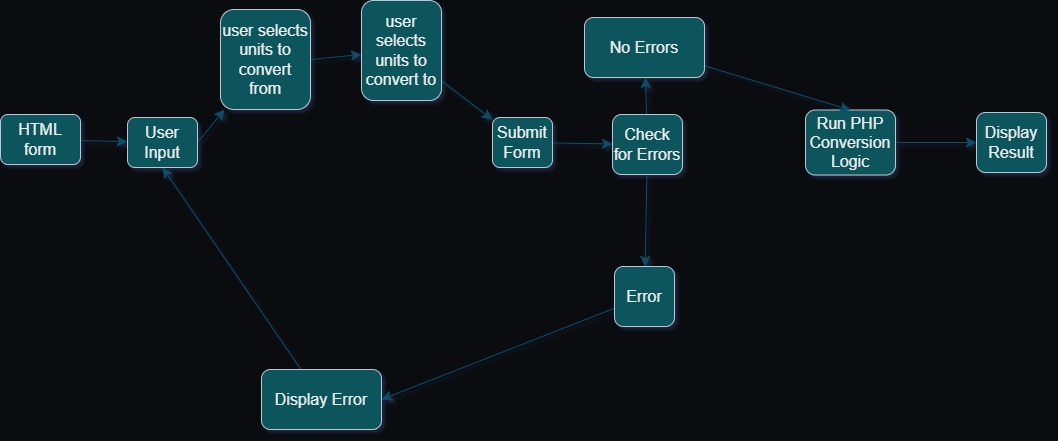 HTML
form
User
Input
user selects
units to
convert
from
user
selects
units to
convert to
Submit
Form
Check
for Errors
No Errors
Run PHP
Conversion
Logic
Display
Result
Error
Display Error